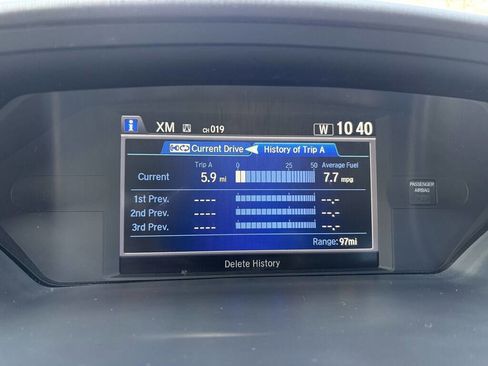 i XM CH 019 W 10 40
Current Drive History of Trip A
Trip A 0 25 50 Average Fuel
Current 5.9 mi 7.7 mpg
1st Prev. ---- --.-
2nd Prev. ---- --.-
3rd Prev. ---- --.-
Range: 97mi
Delete History
PASSENGER
AIRBAG